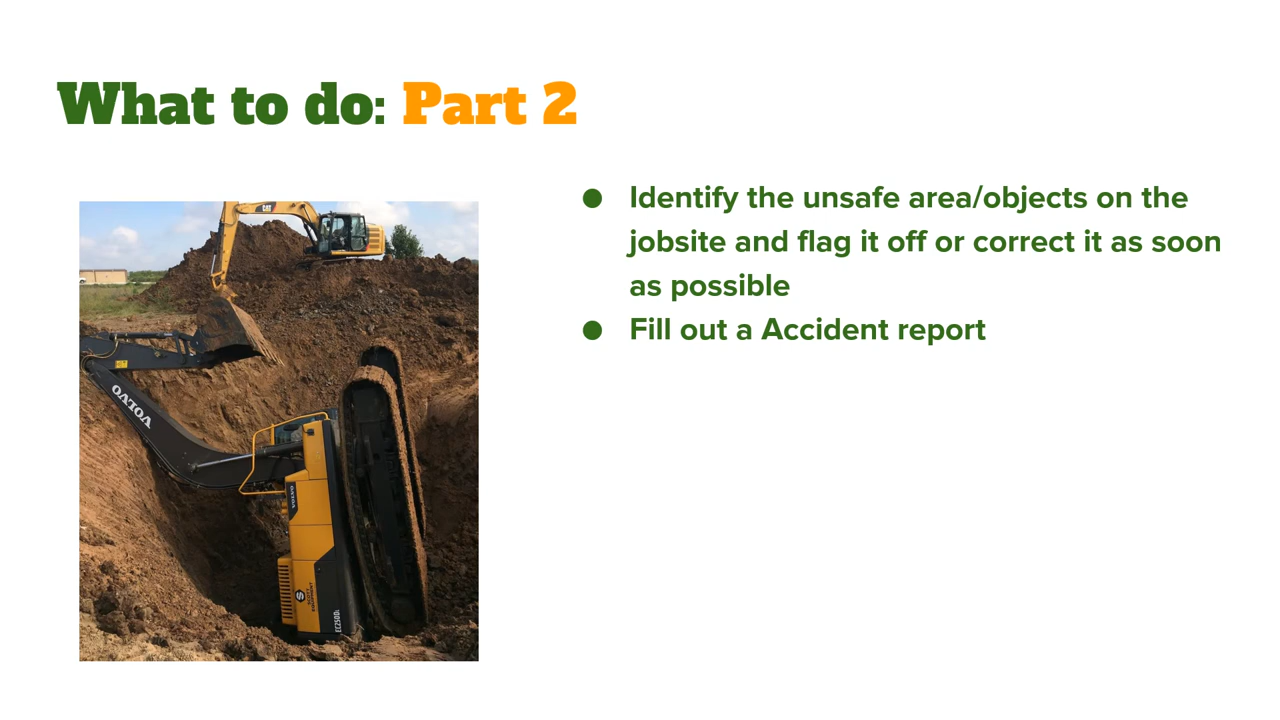 What to do: Part 2
Identify the unsafe area/objects on the
jobsite and flag it off or correct it as soon
as possible
Fill out a Accident report
CAT
VOLVO
VOLVO
EQUIPMENT